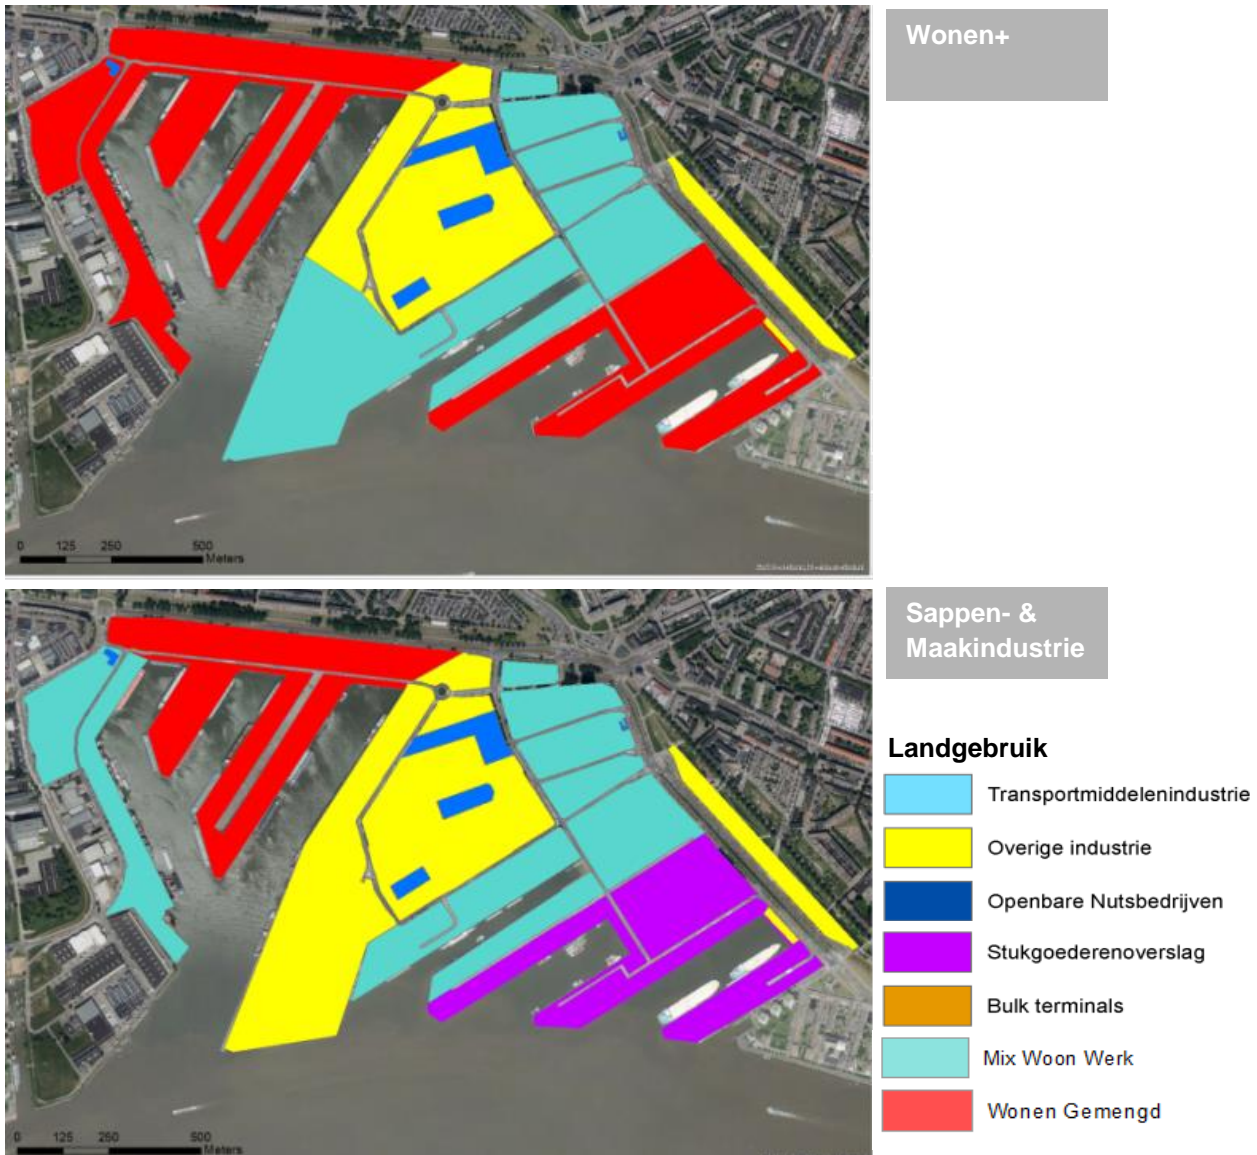 Wonen+
0 125 250 500
Meters
Sappen- &
Maakindustrie
Landgebruik
Transportmiddelenindustrie
Overige industrie
Openbare Nutsbedrijven
Stukgoederenoverslag
Bulk terminals
Mix Woon Werk
Wonen Gemengd
0 125 250 500
Meters